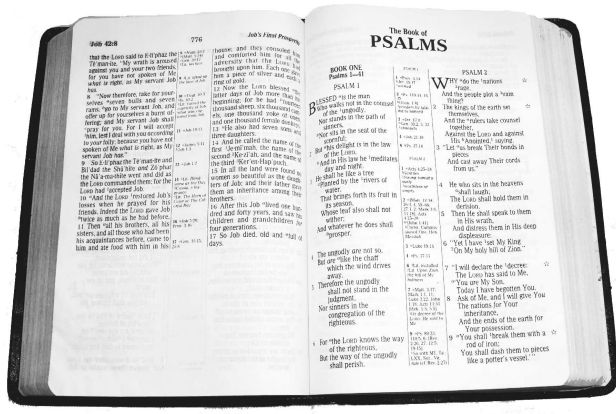 Job 42:8
776
Job's Final Prosperity
that the LORD said to El'i·phaz the
Te'man·ite, "My wrath is aroused
against you and your two friends,
for you have not spoken of Me
what is right, as My servant Job
has.
8 "Now therefore, take for your-
selves seven bulls and seven
rams, go to My servant Job, and
offer up for yourselves a burnt of-
fering; and My servant Job shall
pray for you. For I will accept
him, lest I deal with you according
to your folly; because you have not
spoken of Me what is right, as My
servant Job has."
9 So El'i·phaz the Te'man·ite and
Bil'dad the Shu'hite and Zo'phar
the Na'a·ma·thite went and did as
the LORD commanded them; for the
LORD had accepted Job.
10 And the LORD restored Job's
losses when he prayed for his
friends. Indeed the LORD gave Job
twice as much as he had before.
11 Then all his brothers, all his
sisters, and all those who had been
his acquaintances before, came to
him and ate food with him in his
house; and they consoled him
and comforted him for all the
adversity that the LORD had
brought upon him. Each one gave
him a piece of silver and each a
ring of gold.
12 Now the LORD blessed the
latter days of Job more than his
beginning; for he had fourteen
thousand sheep, six thousand cam-
els, one thousand yoke of oxen,
and one thousand female donkeys.
13 He also had seven sons and
three daughters.
14 And he called the name of the
first Je·mi'mah, the name of the
second Ke·zi'ah, and the name of
the third Ker'en-Hap'puch.
15 In all the land were found no
women so beautiful as the daugh-
ters of Job; and their father gave
them an inheritance among their
brothers.
16 After this Job lived one hun-
dred and forty years, and saw his
children and grandchildren for
four generations.
17 So Job died, old and full of
days.
The Book of
PSALMS
BOOK ONE
Psalms 1—41
PSALM 1
BLESSED is the man
Who walks not in the counsel
of the ungodly,
Nor stands in the path of
sinners,
Nor sits in the seat of the
scornful;
2 But his delight is in the law
of the LORD,
And in His law he meditates
day and night.
3 He shall be like a tree
Planted by the rivers of
water,
That brings forth its fruit in
its season,
Whose leaf also shall not
wither;
And whatever he does shall
prosper.
4 The ungodly are not so,
But are like the chaff
which the wind drives
away.
5 Therefore the ungodly
shall not stand in the
judgment,
Nor sinners in the
congregation of the
righteous.
6 For the LORD knows the way
of the righteous,
But the way of the ungodly
shall perish.
PSALM 2
WHY do the nations
rage,
And the people plot a vain
thing?
2 The kings of the earth set
themselves,
And the rulers take counsel
together,
Against the LORD and against
His Anointed, saying,
3 "Let us break Their bonds in
pieces
And cast away Their cords
from us."
4 He who sits in the heavens
shall laugh;
The LORD shall hold them in
derision.
5 Then He shall speak to them
in His wrath,
And distress them in His deep
displeasure:
6 "Yet I have set My King
On My holy hill of Zion."
7 "I will declare the decree:
The LORD has said to Me,
'You are My Son,
Today I have begotten You.
8 Ask of Me, and I will give You
The nations for Your
inheritance,
And the ends of the earth for
Your possession.
9 You shall break them with a
rod of iron;
You shall dash them to pieces
like a potter's vessel.' "